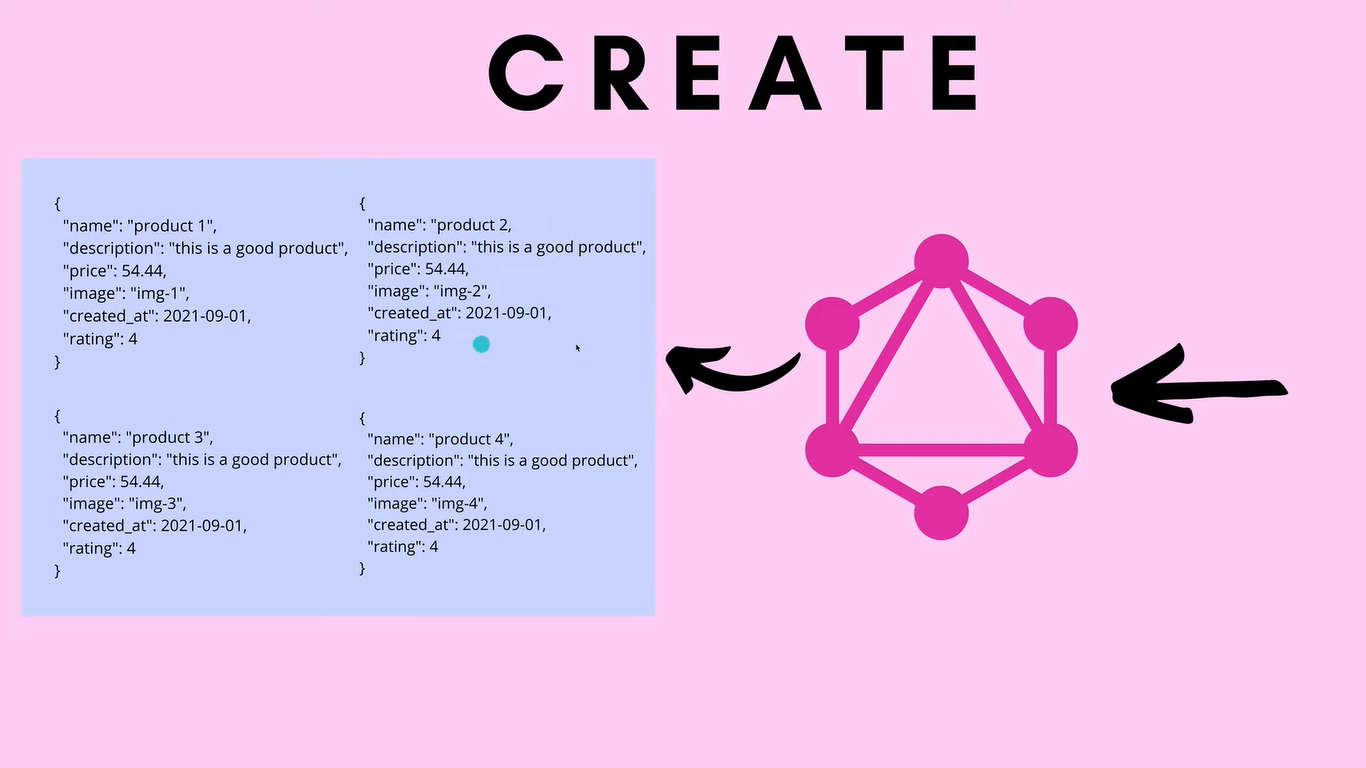 CREATE
{
"name": "product 1",
"description": "this is a good product",
"price": 54.44,
"image": "img-1",
"created_at": 2021-09-01,
"rating": 4
}
{
"name": "product 2,
"description": "this is a good product",
"price": 54.44,
"image": "img-2",
"created_at": 2021-09-01,
"rating": 4
}
{
"name": "product 3",
"description": "this is a good product",
"price": 54.44,
"image": "img-3",
"created_at": 2021-09-01,
"rating": 4
}
{
"name": "product 4",
"description": "this is a good product",
"price": 54.44,
"image": "img-4",
"created_at": 2021-09-01,
"rating": 4
}